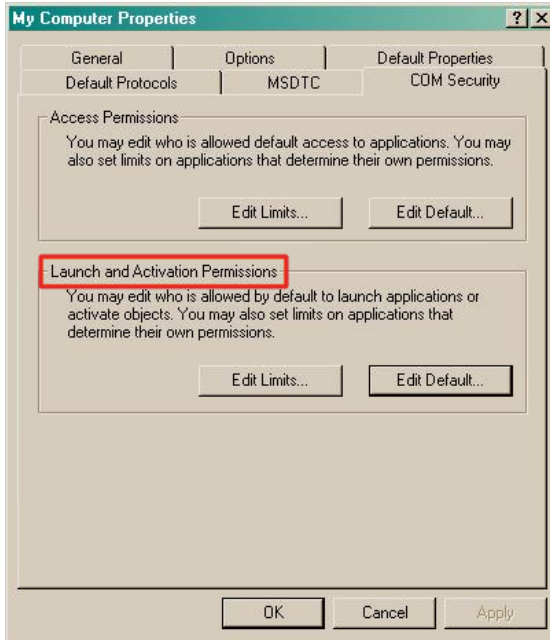 My Computer Properties
General Options Default Properties
Default Protocols MSDTC COM Security
Access Permissions
You may edit who is allowed default access to applications. You may
also set limits on applications that determine their own permissions.
Edit Limits... Edit Default...
Launch and Activation Permissions
You may edit who is allowed by default to launch applications or
activate objects. You may also set limits on applications that
determine their own permissions.
Edit Limits... Edit Default...
OK Cancel Apply